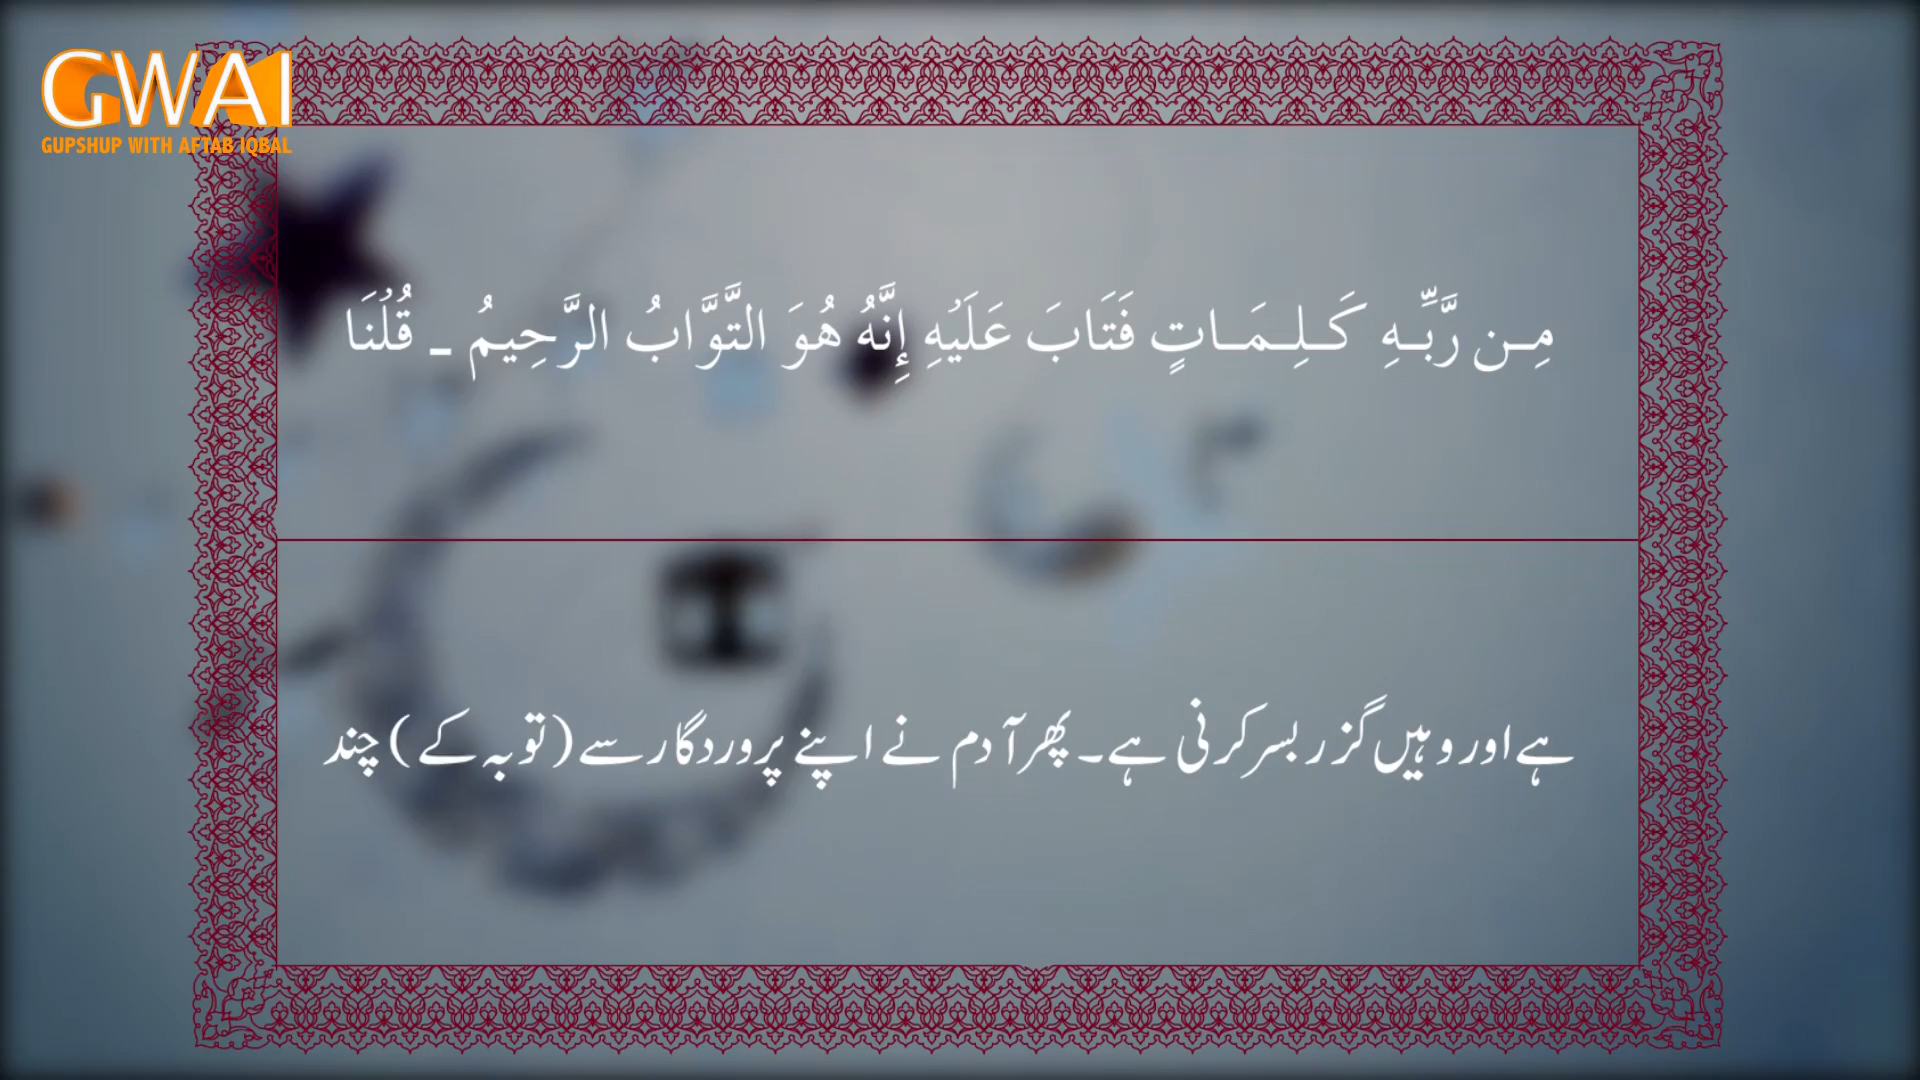 GWAI
GUPSHUP WITH AFTAB IQBAL
مِن رَّبِّهِ كَلِمَاتٍ فَتَابَ عَلَيْهِ إِنَّهُ هُوَ التَّوَّابُ الرَّحِيمُ ۔ قُلْنَا
ہے اور وہیں گزر بسر کرنی ہے۔ پھر آدم نے اپنے پروردگار سے (توبہ کے) چند